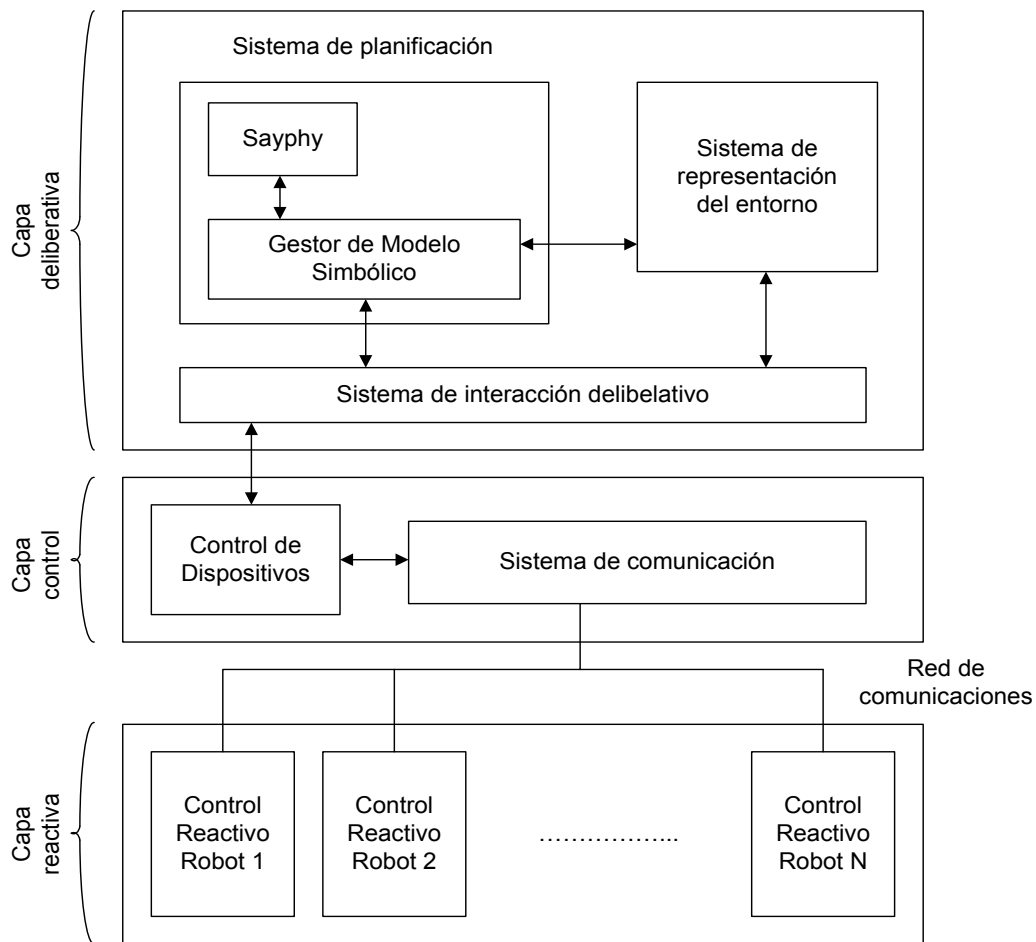 Sistema de planificación
Sayphy
Gestor de Modelo
Simbólico
Sistema de
representación
del entorno
Sistema de interacción delibelativo
Capa
deliberativa
Control de
Dispositivos
Sistema de comunicación
Capa
control
Red de
comunicaciones
Control
Reactivo
Robot 1
Control
Reactivo
Robot 2
………………..
Control
Reactivo
Robot N
Capa
reactiva